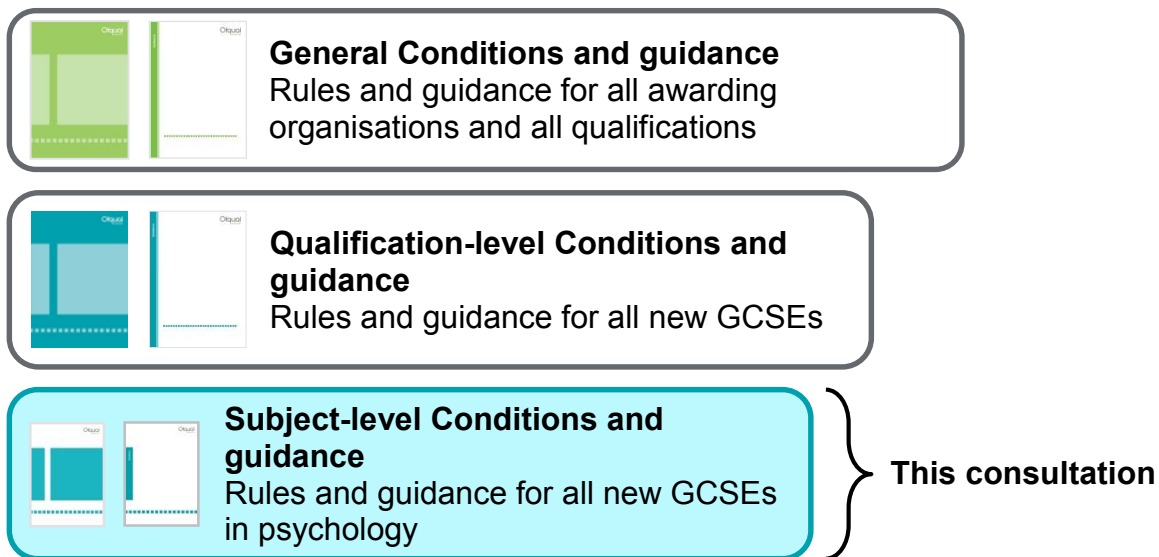 Ofqual
Ofqual
General Conditions and guidance
Rules and guidance for all awarding
organisations and all qualifications
Ofqual
Ofqual
Qualification-level Conditions and
guidance
Rules and guidance for all new GCSEs
Ofqual
Ofqual
Subject-level Conditions and
guidance
Rules and guidance for all new GCSEs
in psychology
This consultation